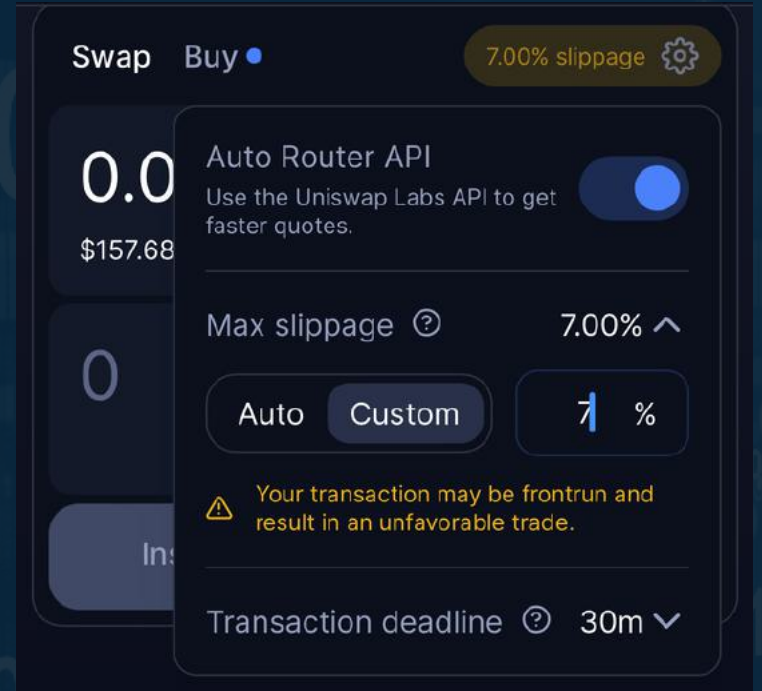 Swap Buy 7.00% slippage
0.0
$157.68
Auto Router API
Use the Uniswap Labs API to get
faster quotes.
Max slippage ? 7.00%
0
Auto Custom 7 %
Your transaction may be frontrun and
result in an unfavorable trade.
Transaction deadline ? 30m